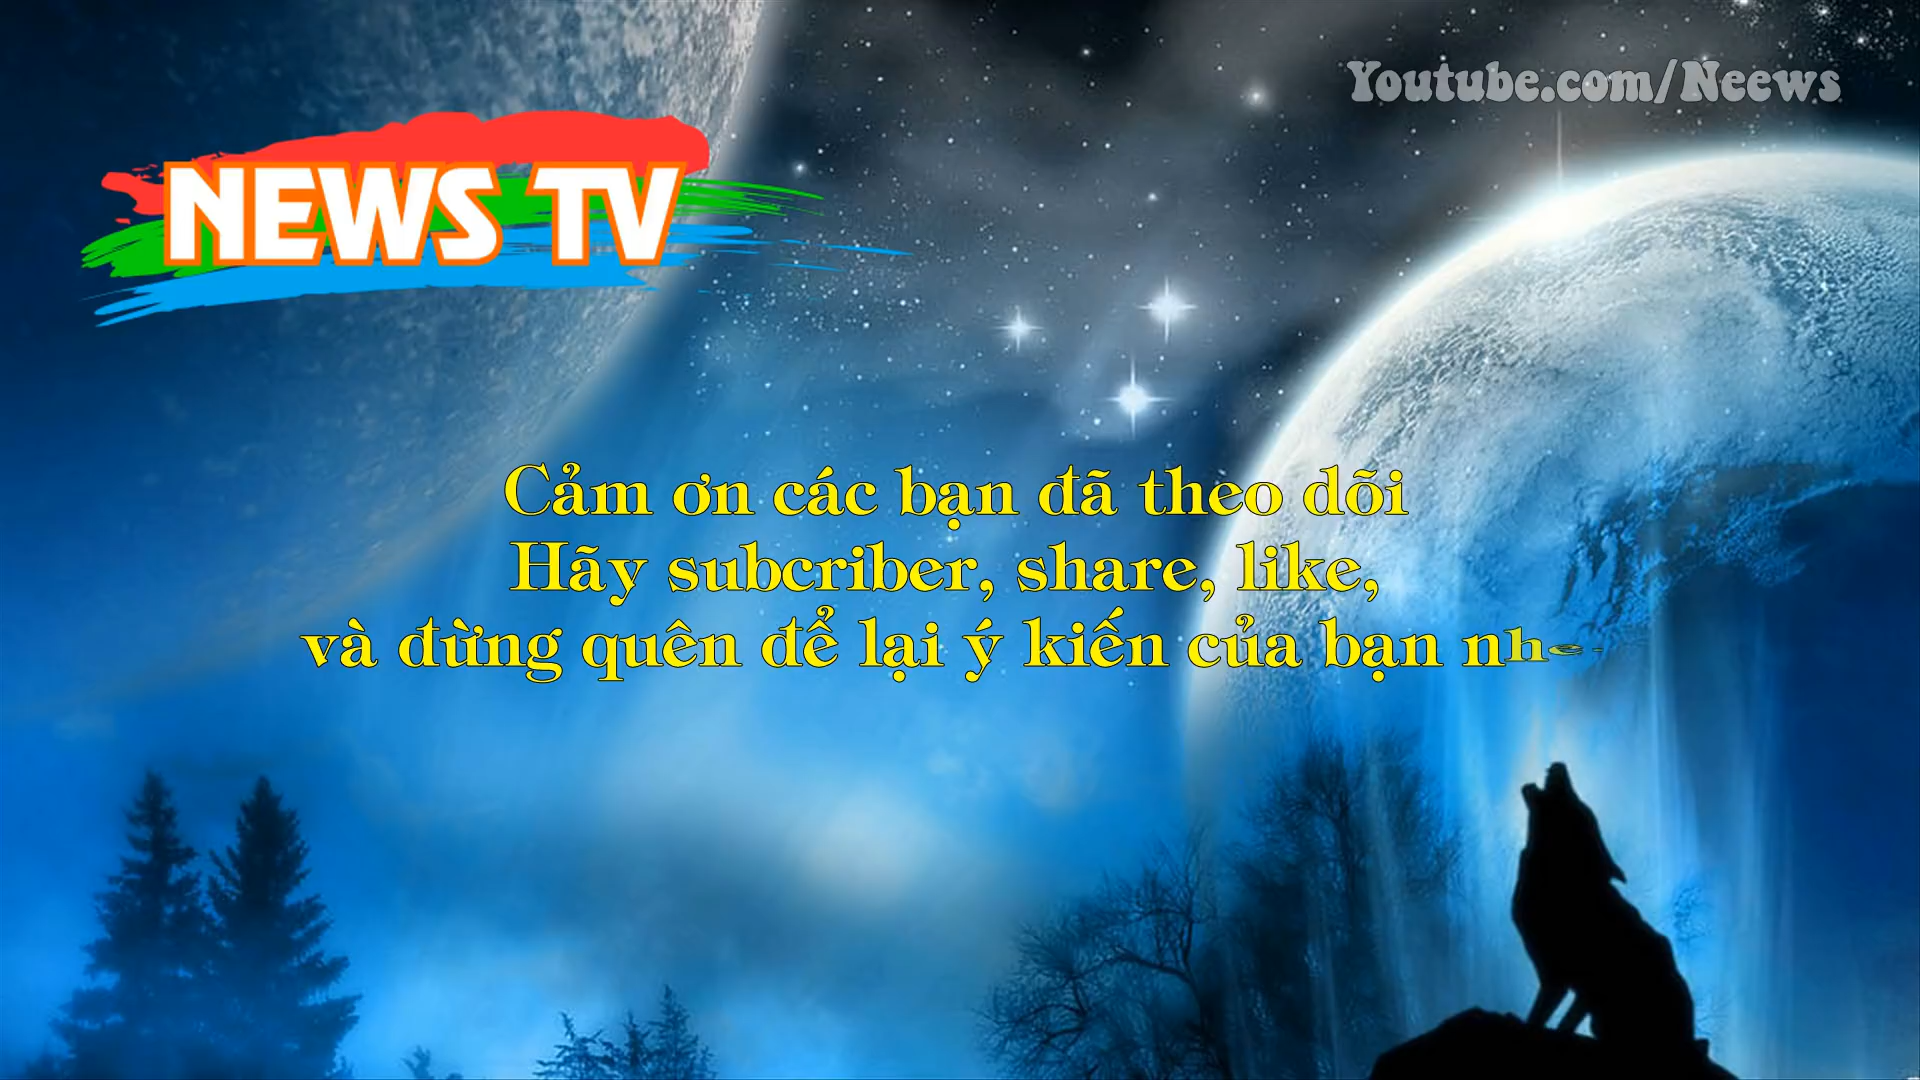 Youtube.com/Neews
NEWS TV
Cảm ơn các bạn đã theo dõi
Hãy subcriber, share, like,
và đừng quên để lại ý kiến của bạn